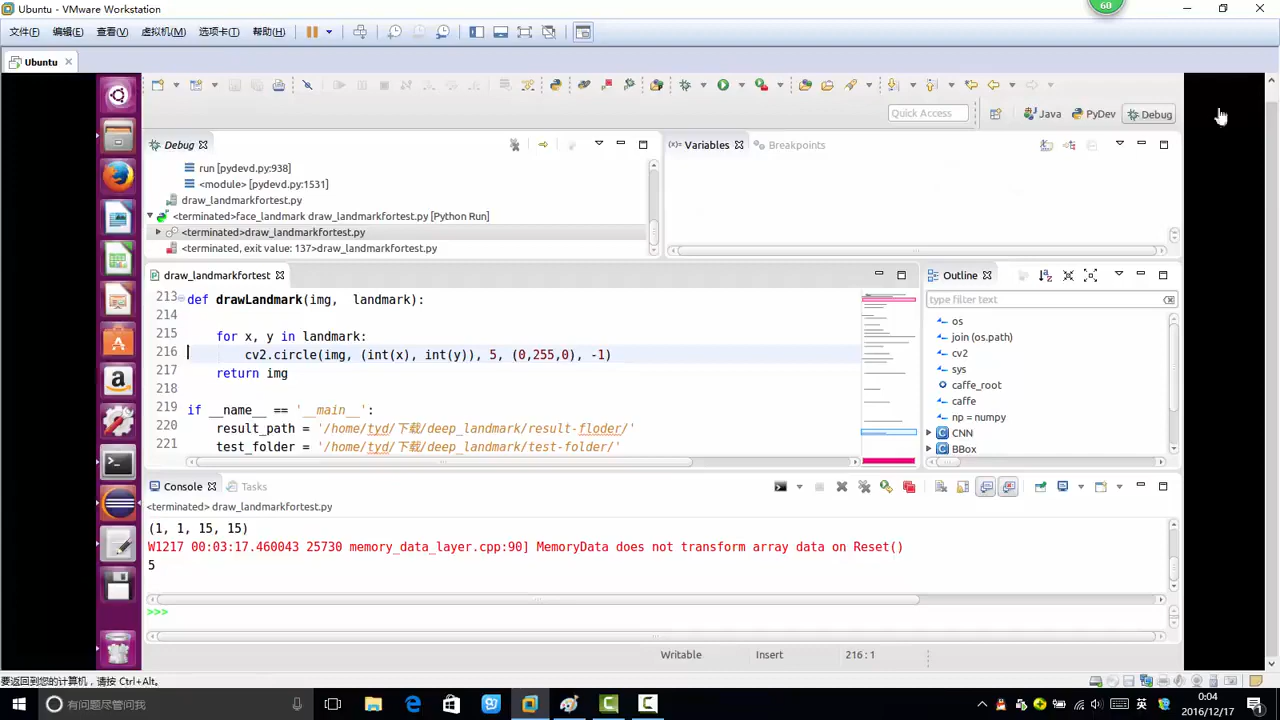 Ubuntu - VMware Workstation
60
文件(F) 编辑(E) 查看(V) 虚拟机(M) 选项卡(T) 帮助(H)
Ubuntu
Quick Access
Java PyDev Debug
Debug
run [pydevd.py:938]
<module> [pydevd.py:1531]
draw_landmarkfortest.py
<terminated>face_landmark draw_landmarkfortest.py [Python Run]
<terminated>draw_landmarkfortest.py
<terminated, exit value: 137>draw_landmarkfortest.py
Variables Breakpoints
draw_landmarkfortest
213 def drawLandmark(img,  landmark):
214
215     for x, y in landmark:
216         cv2.circle(img, (int(x), int(y)), 5, (0,255,0), -1)
217     return img
218
219 if __name__ == '__main__':
220     result_path = '/home/tyd/下载/deep_landmark/result-floder/'
221     test_folder = '/home/tyd/下载/deep_landmark/test-folder/'
Outline
type filter text
os
join (os.path)
cv2
sys
caffe_root
caffe
np = numpy
CNN
BBox
Console Tasks
<terminated> draw_landmarkfortest.py
(1, 1, 15, 15)
W1217 00:03:17.460043 25730 memory_data_layer.cpp:90] MemoryData does not transform array data on Reset()
5
>>>
Writable Insert 216 : 1
要返回到您的计算机，请按 Ctrl+Alt。
有问题尽管问我
英
0:04
2016/12/17